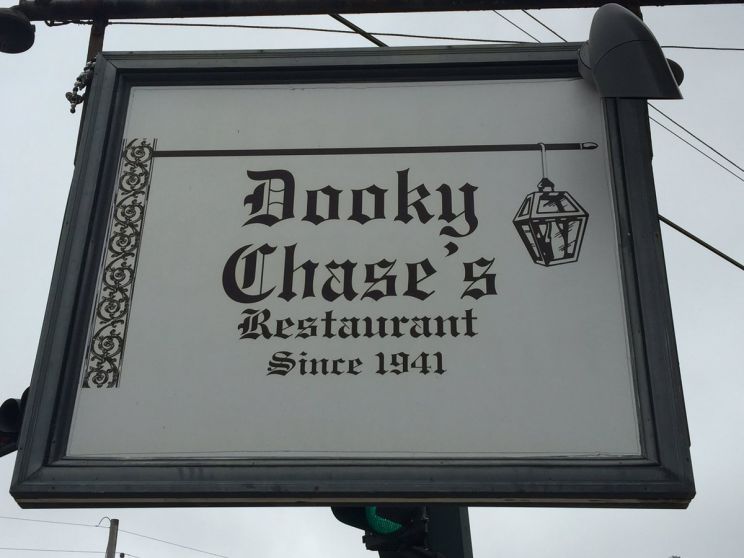 Dooky
Chase's
Restaurant
Since 1941